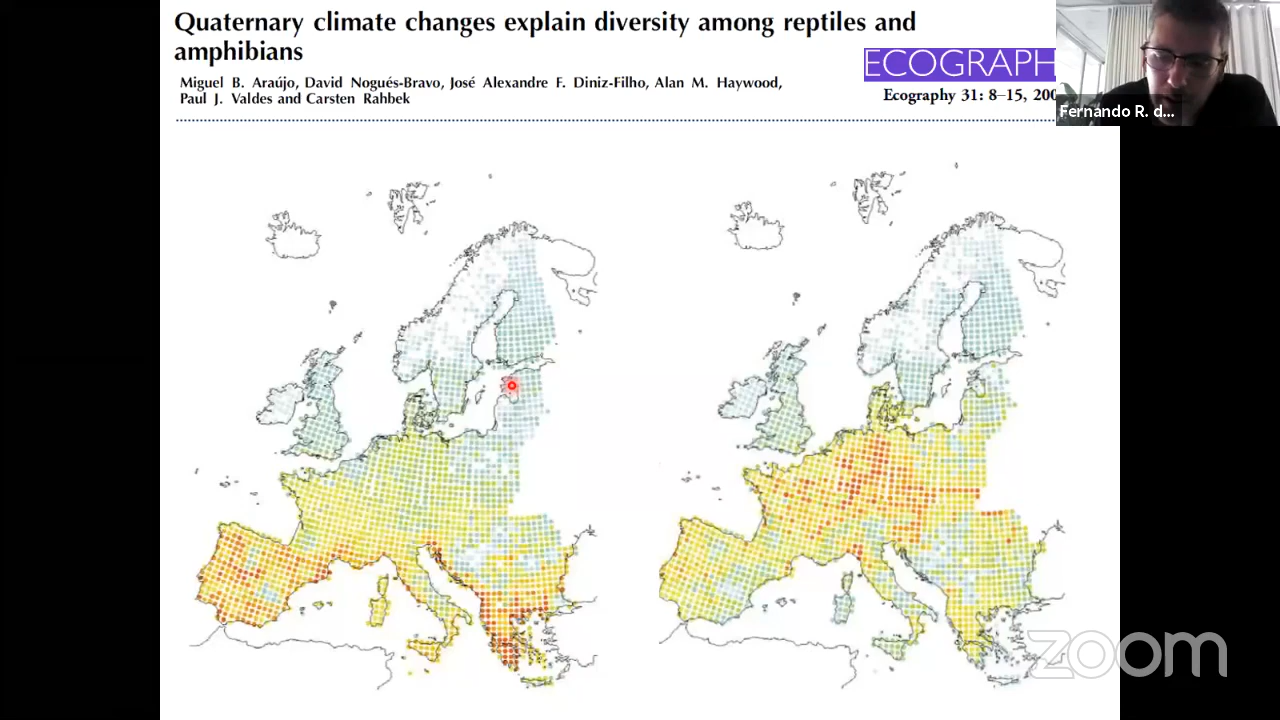 Quaternary climate changes explain diversity among reptiles and
amphibians
Miguel B. Araújo, David Nogués-Bravo, José Alexandre F. Diniz-Filho, Alan M. Haywood,
Paul J. Valdes and Carsten Rahbek
ECOGRAPH
Ecography 31: 8–15, 200
Fernando R. d...
zoom